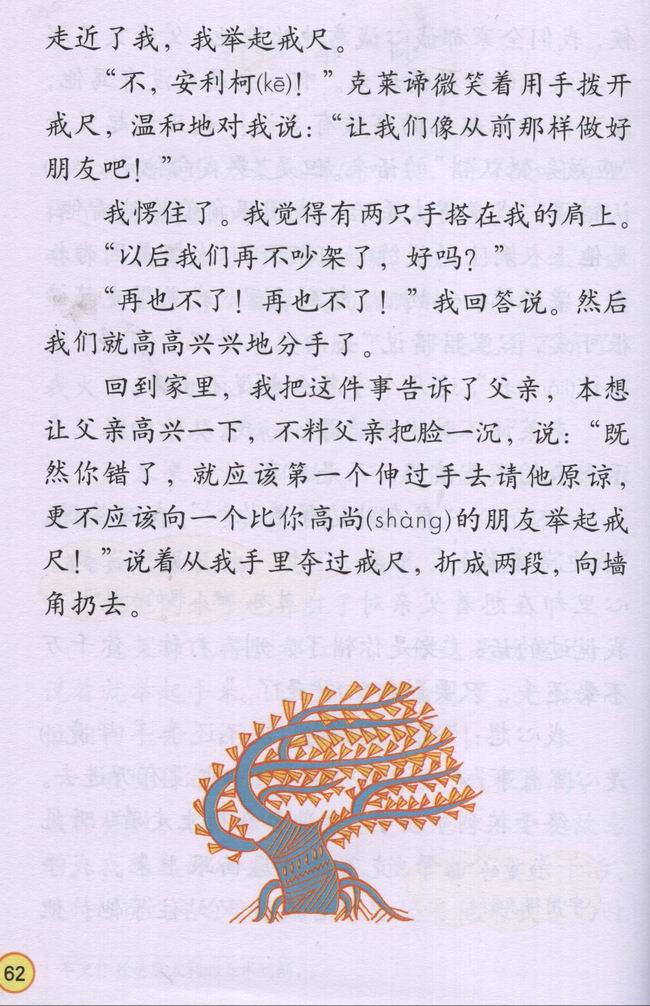 走近了我，我举起戒尺。
“不，安利柯(kē)！”克莱谛微笑着用手拨开
戒尺，温和地对我说：“让我们像从前那样做好
朋友吧！”
我愣住了。我觉得有两只手搭在我的肩上。
“以后我们再不吵架了，好吗？”
“再也不了！再也不了！”我回答说。然后
我们就高高兴兴地分手了。
回到家里，我把这件事告诉了父亲，本想
让父亲高兴一下，不料父亲把脸一沉，说：“既
然你错了，就应该第一个伸过手去请他原谅，
更不应该向一个比你高尚(shàng)的朋友举起戒
尺！”说着从我手里夺过戒尺，折成两段，向墙
角扔去。
62